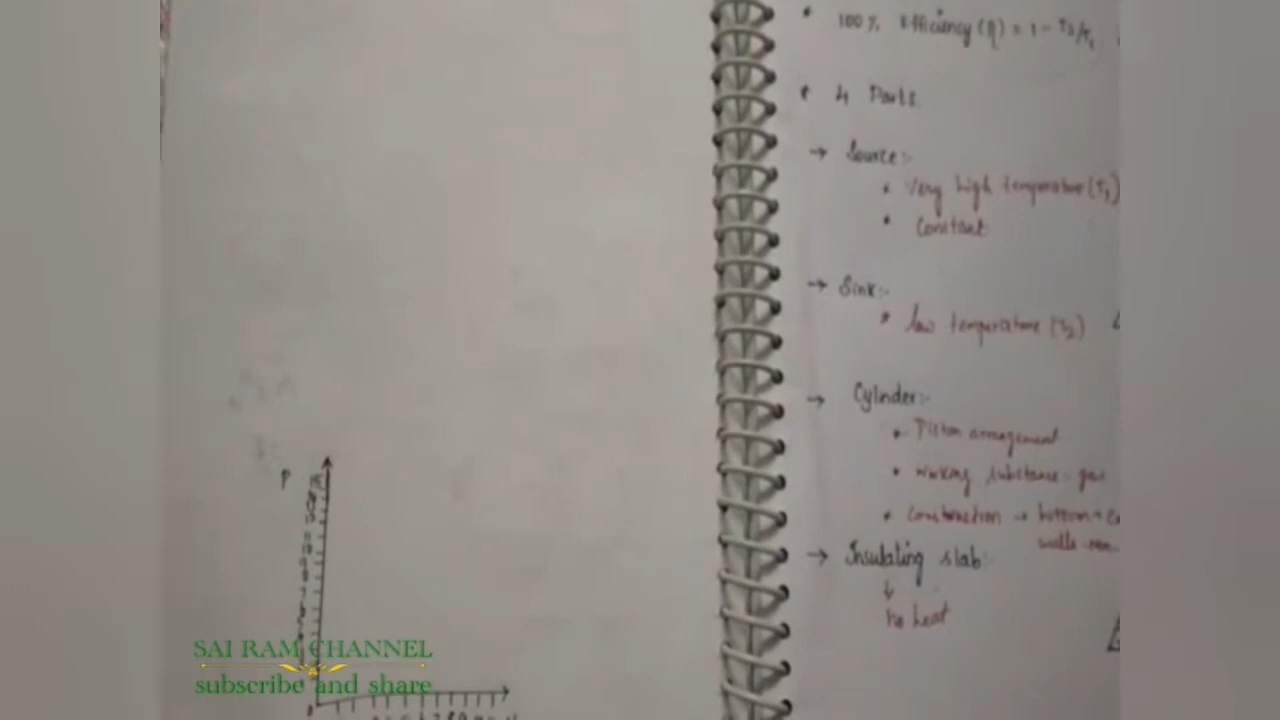 P
0
SAI RAM CHANNEL
subscribe and share
• 100% Efficiency (η) = 1 - T2/T1
• 4 Parts
→ Source:-
• Very high temperature (T1)
• Constant
→ Sink:-
• low temperature (T2)
→ Cylinder:-
• Piston arrangement
• Working substance - gas
• Construction → bottom -
walls -
→ Insulating slab:-
↓
no heat